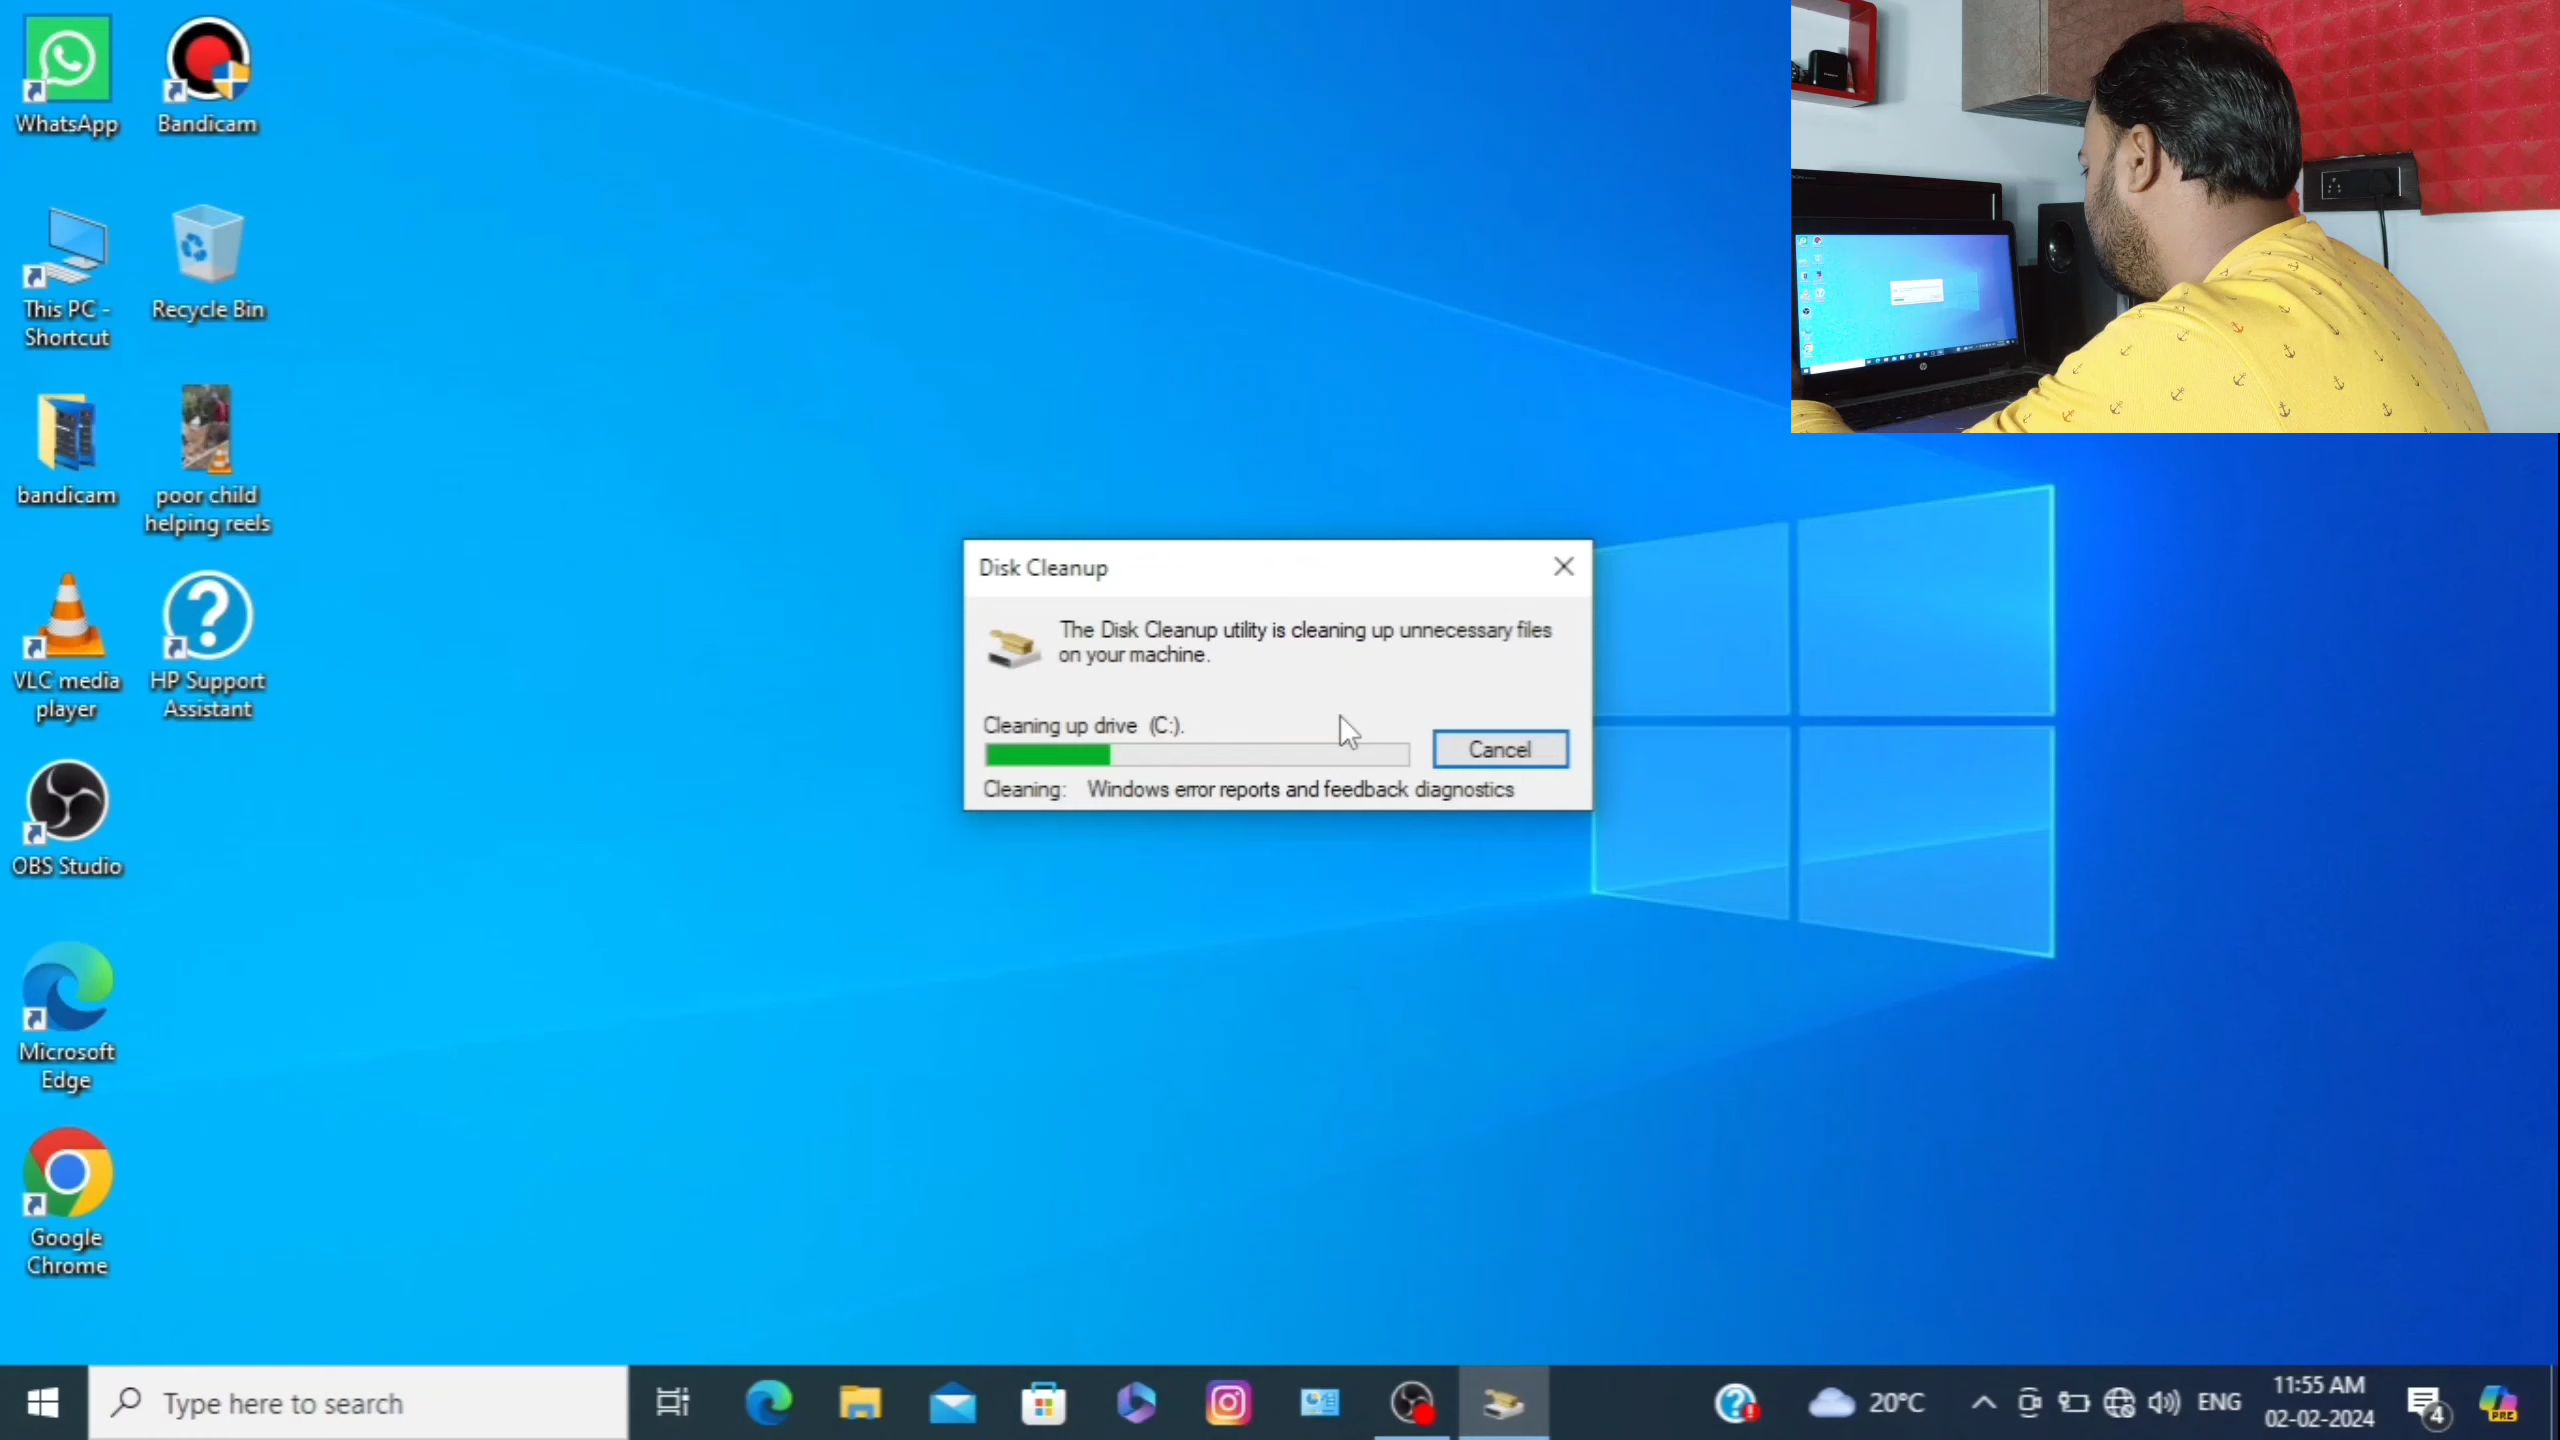 WhatsApp
Bandicam
This PC -
Shortcut
Recycle Bin
bandicam
poor child
helping reels
VLC media
player
HP Support
Assistant
OBS Studio
Microsoft
Edge
Google
Chrome
Disk Cleanup
The Disk Cleanup utility is cleaning up unnecessary files
on your machine.
Cleaning up drive (C:).
Cancel
Cleaning: Windows error reports and feedback diagnostics
Type here to search
20°C
ENG
11:55 AM
02-02-2024
4
PRE